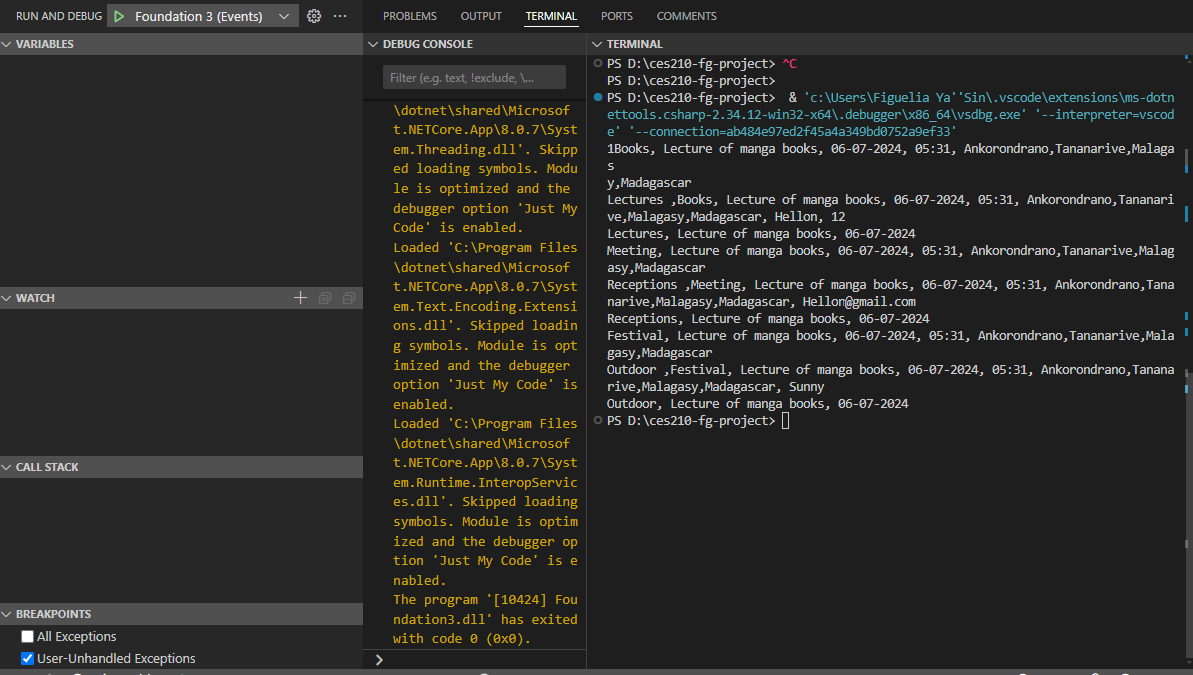 RUN AND DEBUG Foundation 3 (Events) ...
VARIABLES
WATCH
CALL STACK
BREAKPOINTS
All Exceptions
User-Unhandled Exceptions
PROBLEMS OUTPUT TERMINAL PORTS COMMENTS
DEBUG CONSOLE
Filter (e.g. text, !exclude, \...
\dotnet\shared\Microsof
t.NETCore.App\8.0.7\Syst
em.Threading.dll'. Skipp
ed loading symbols. Modu
le is optimized and the
debugger option 'Just My
Code' is enabled.
Loaded 'C:\Program Files
\dotnet\shared\Microsof
t.NETCore.App\8.0.7\Syst
em.Text.Encoding.Extensi
ons.dll'. Skipped loadin
g symbols. Module is opt
imized and the debugger
option 'Just My Code' is
enabled.
Loaded 'C:\Program Files
\dotnet\shared\Microsof
t.NETCore.App\8.0.7\Syst
em.Runtime.InteropServic
es.dll'. Skipped loading
symbols. Module is optim
ized and the debugger op
tion 'Just My Code' is e
nabled.
The program '[10424] Fou
ndation3.dll' has exited
with code 0 (0x0).
>
TERMINAL
PS D:\ces210-fg-project> ^C
PS D:\ces210-fg-project>
PS D:\ces210-fg-project>  & 'c:\Users\Figuelia Ya''Sin\.vscode\extensions\ms-dotn
ettools.csharp-2.34.12-win32-x64\.debugger\x86_64\vsdbg.exe' '--interpreter=vscod
e' '--connection=ab484e97ed2f45a4a349bd0752a9ef33'
1Books, Lecture of manga books, 06-07-2024, 05:31, Ankorondrano,Tananarive,Malagas
s
y,Madagascar
Lectures ,Books, Lecture of manga books, 06-07-2024, 05:31, Ankorondrano,Tananari
ve,Malagasy,Madagascar, Hellon, 12
Lectures, Lecture of manga books, 06-07-2024
Meeting, Lecture of manga books, 06-07-2024, 05:31, Ankorondrano,Tananarive,Malag
asy,Madagascar
Receptions ,Meeting, Lecture of manga books, 06-07-2024, 05:31, Ankorondrano,Tana
narive,Malagasy,Madagascar, Hellon@gmail.com
Receptions, Lecture of manga books, 06-07-2024
Festival, Lecture of manga books, 06-07-2024, 05:31, Ankorondrano,Tananarive,Mala
gasy,Madagascar
Outdoor ,Festival, Lecture of manga books, 06-07-2024, 05:31, Ankorondrano,Tanana
rive,Malagasy,Madagascar, Sunny
Outdoor, Lecture of manga books, 06-07-2024
PS D:\ces210-fg-project>